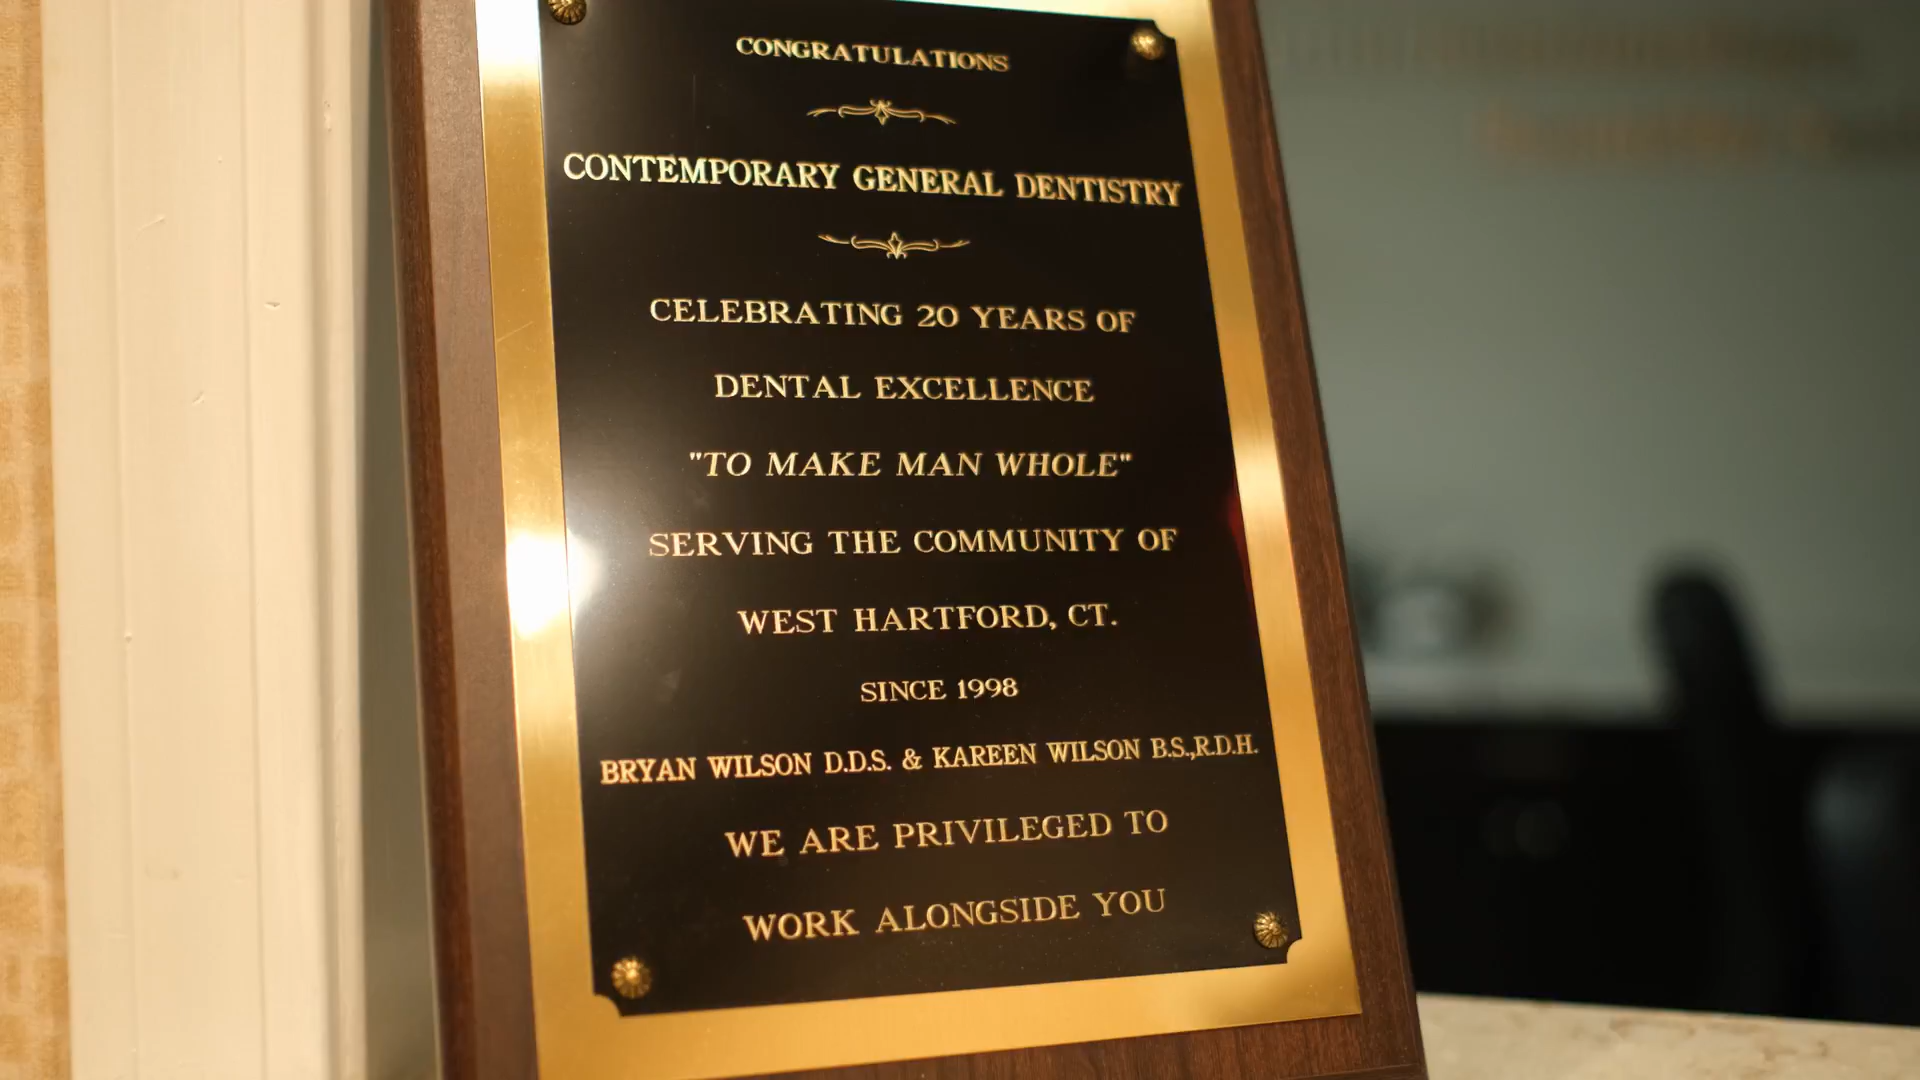 CONGRATULATIONS
CONTEMPORARY GENERAL DENTISTRY
CELEBRATING 20 YEARS OF
DENTAL EXCELLENCE
"TO MAKE MAN WHOLE"
SERVING THE COMMUNITY OF
WEST HARTFORD, CT.
SINCE 1998
BRYAN WILSON D.D.S. & KAREEN WILSON B.S.,R.D.H.
WE ARE PRIVILEGED TO
WORK ALONGSIDE YOU